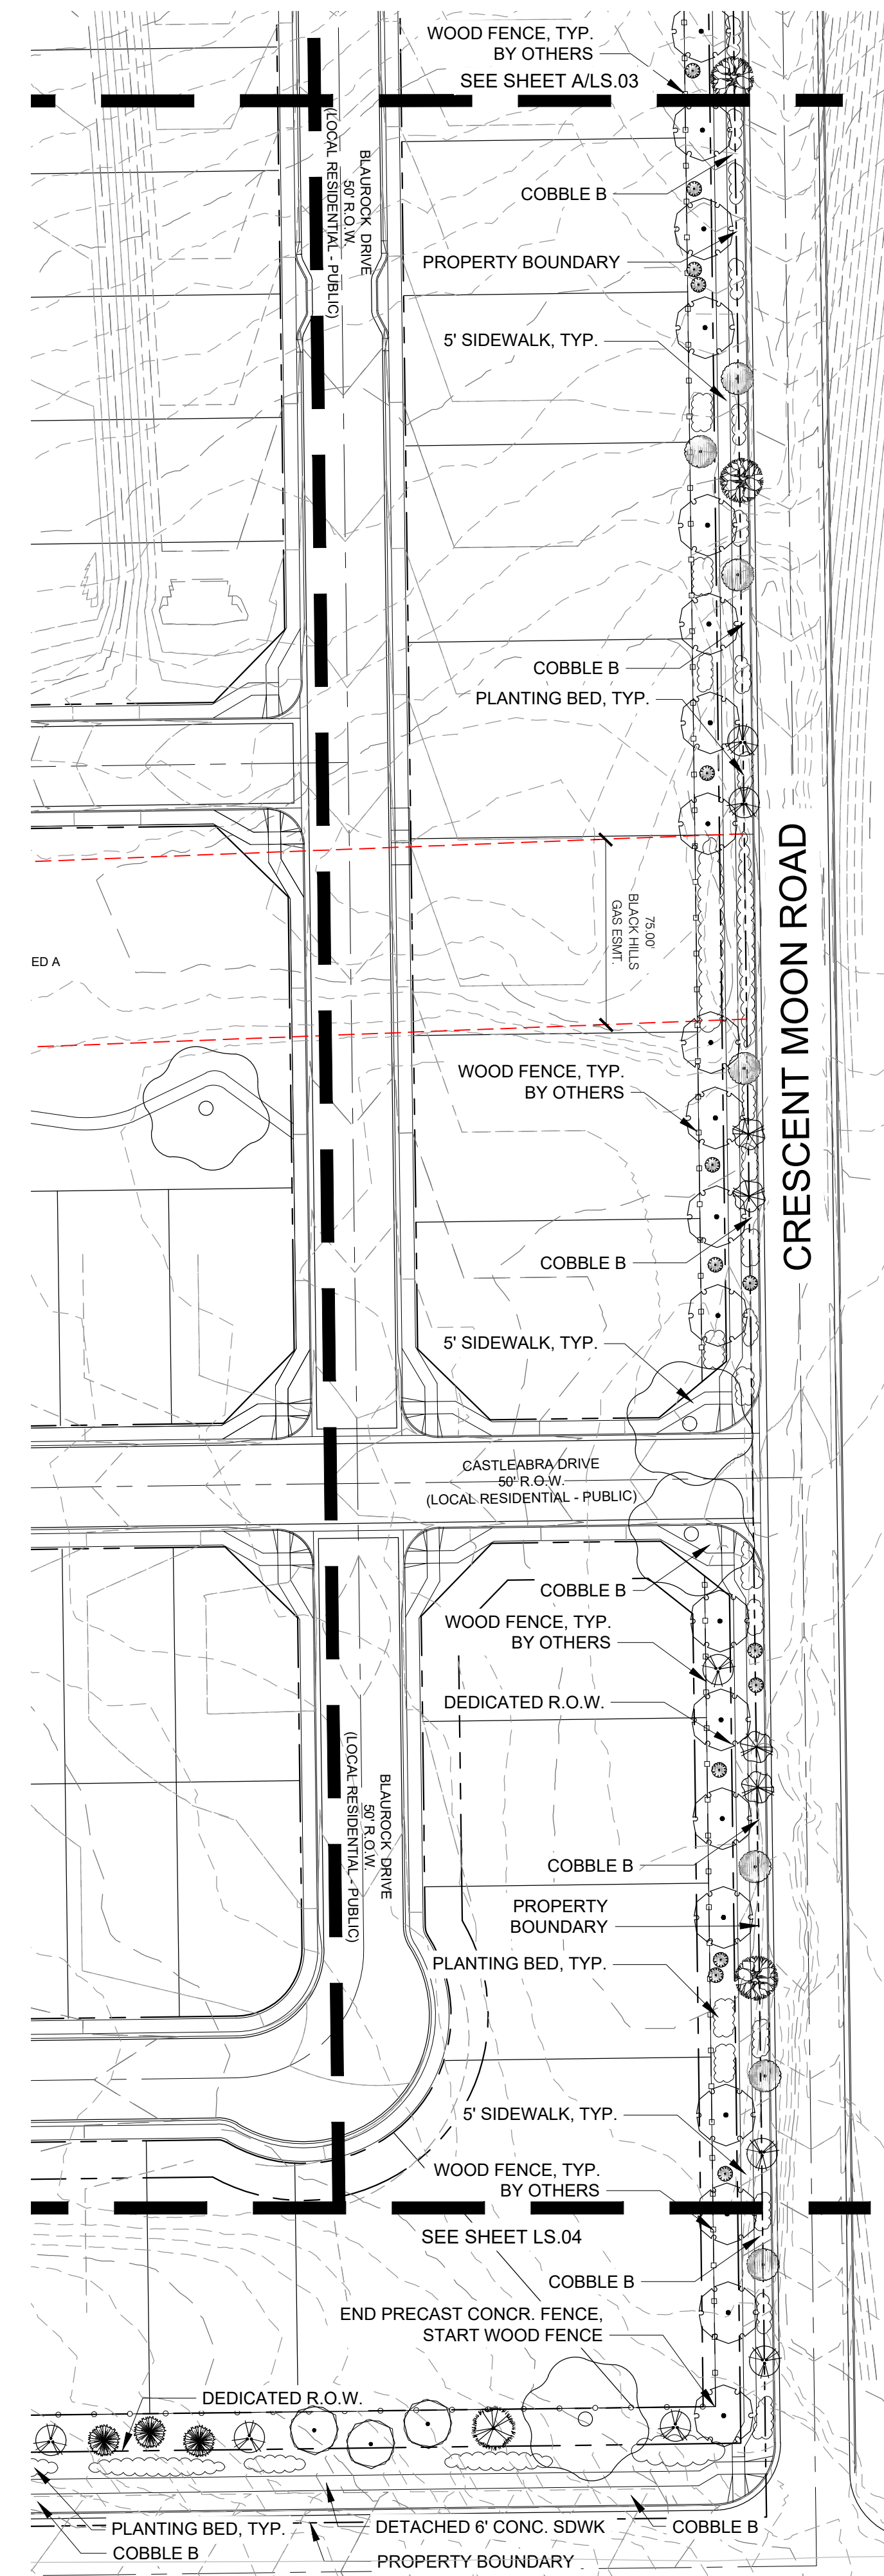 WOOD FENCE, TYP.
BY OTHERS
SEE SHEET A/LS.03
BLAUROCK DRIVE
50' R.O.W.
(LOCAL RESIDENTIAL - PUBLIC)
COBBLE B
PROPERTY BOUNDARY
5' SIDEWALK, TYP.
COBBLE B
PLANTING BED, TYP.
CRESCENT MOON ROAD
75.00'
BLACK HILLS
GAS ESMT.
ED A
WOOD FENCE, TYP.
BY OTHERS
COBBLE B
5' SIDEWALK, TYP.
CASTLEABRA DRIVE
50' R.O.W.
(LOCAL RESIDENTIAL - PUBLIC)
COBBLE B
WOOD FENCE, TYP.
BY OTHERS
DEDICATED R.O.W.
BLAUROCK DRIVE
50' R.O.W.
(LOCAL RESIDENTIAL - PUBLIC)
COBBLE B
PROPERTY
BOUNDARY
PLANTING BED, TYP.
5' SIDEWALK, TYP.
WOOD FENCE, TYP.
BY OTHERS
SEE SHEET LS.04
COBBLE B
END PRECAST CONCR. FENCE,
START WOOD FENCE
DEDICATED R.O.W.
PLANTING BED, TYP.
DETACHED 6' CONC. SDWK
COBBLE B
COBBLE B
PROPERTY BOUNDARY